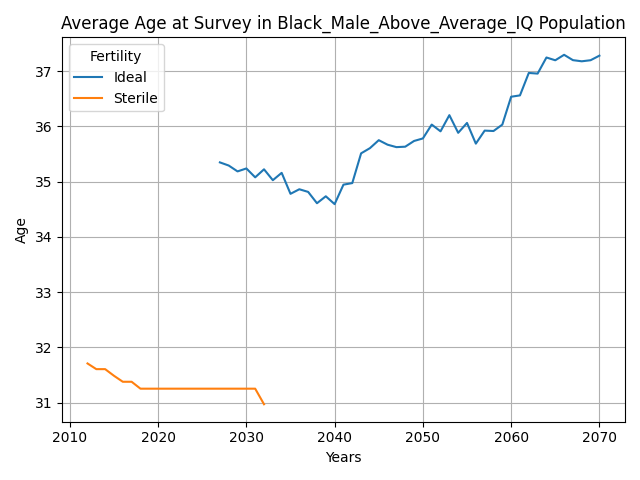 Average Age at Survey in Black_Male_Above_Average_IQ Population
Fertility
Ideal
Sterile
Age
37
36
35
34
33
32
31
2010 2020 2030 2040 2050 2060 2070
Years